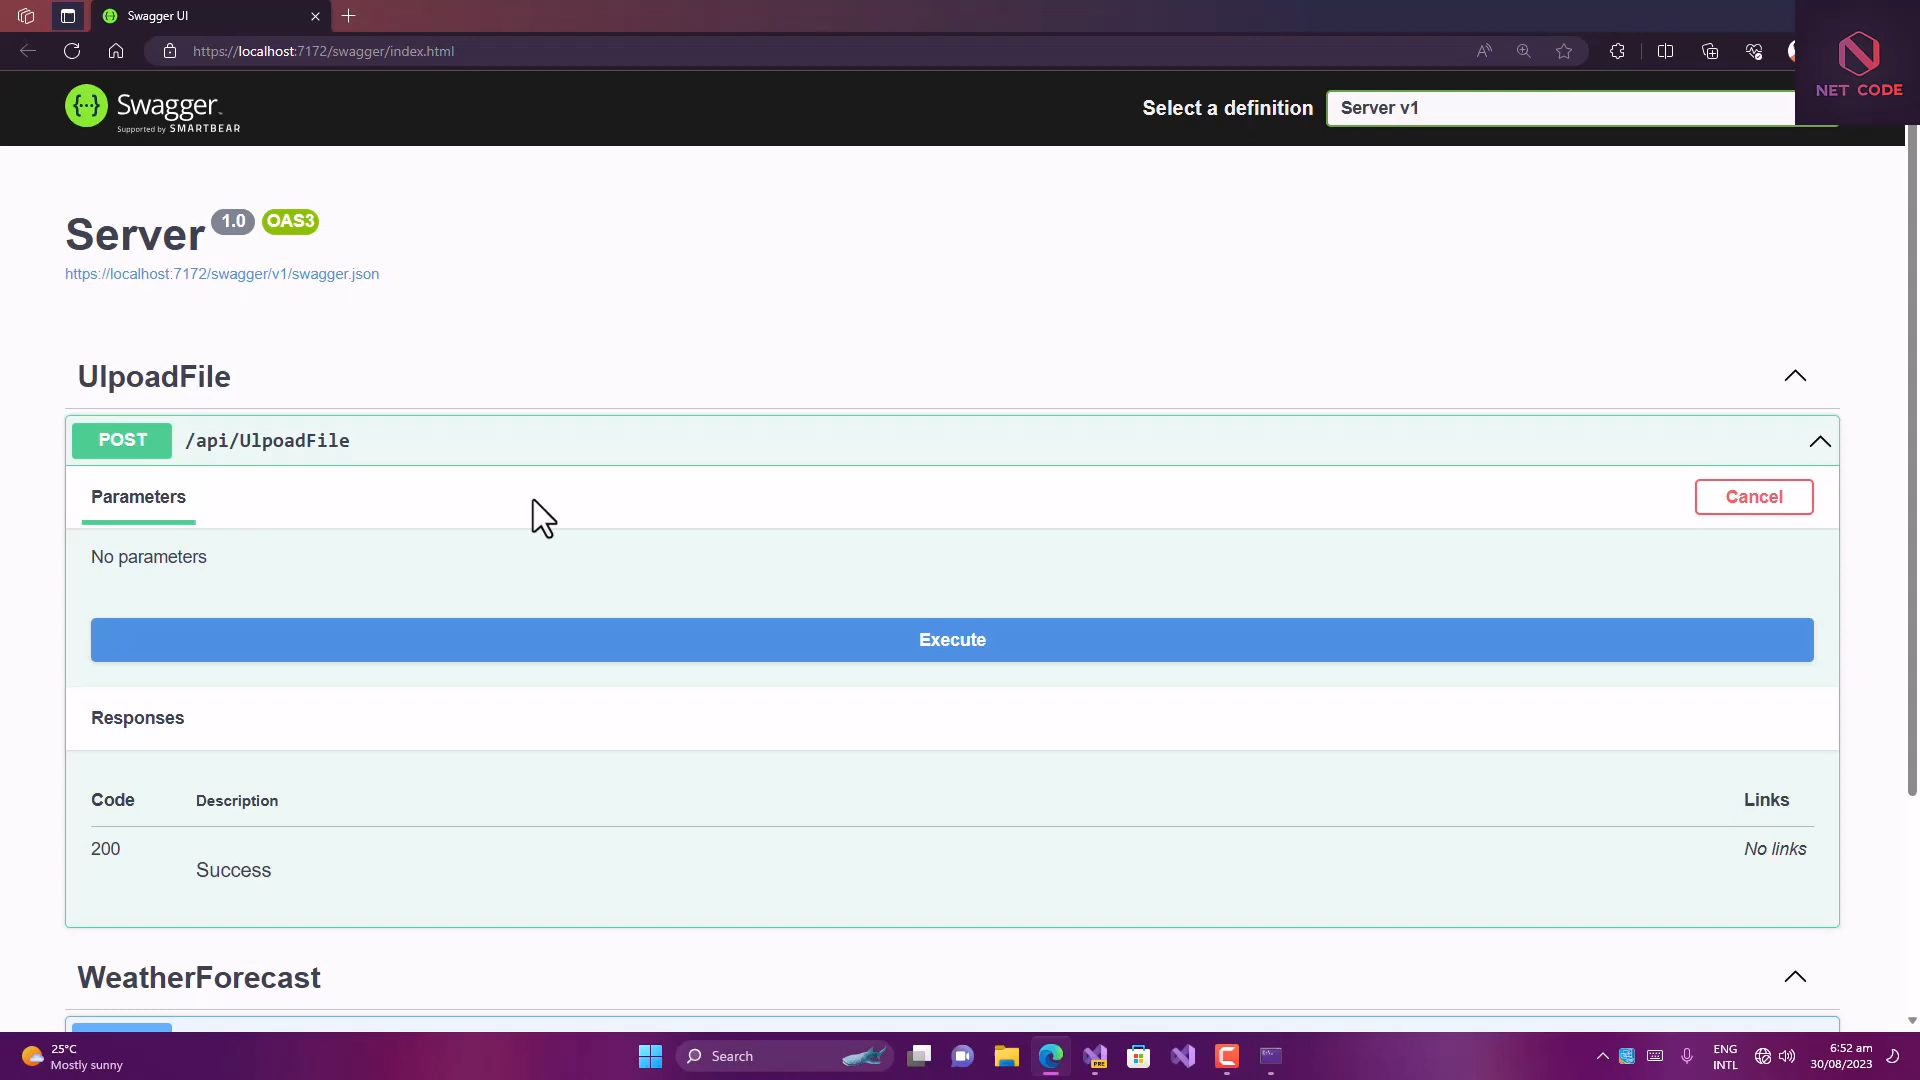 Swagger UI
https://localhost:7172/swagger/index.html
NET CODE
Swagger
Supported by SMARTBEAR
Select a definition
Server v1
Server 1.0 OAS3
https://localhost:7172/swagger/v1/swagger.json
UlpoadFile
POST /api/UlpoadFile
Parameters
Cancel
No parameters
Execute
Responses
Code Description Links
200 No links
Success
WeatherForecast
25°C
Mostly sunny
Search
PRE
ENG
INTL
6:52 am
30/08/2023